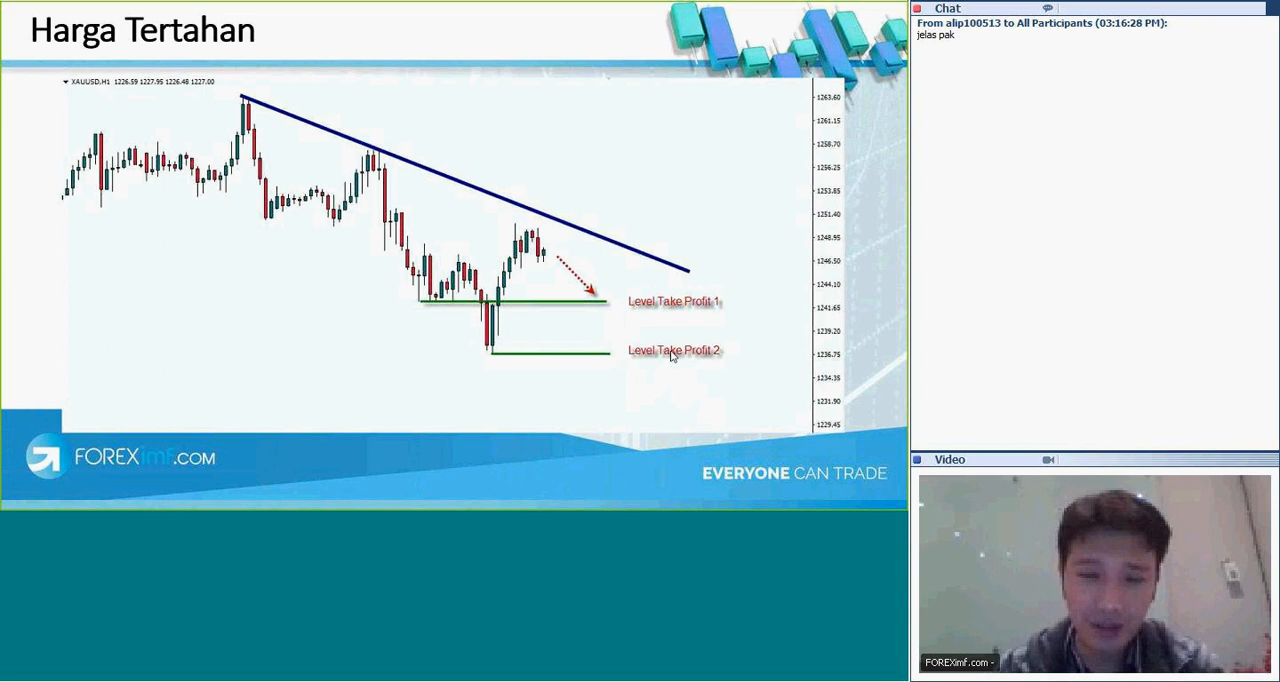 Harga Tertahan
XAUUSD,H1 1226.59 1227.95 1226.48 1227.00
1263.60
1261.15
1258.70
1256.25
1253.85
1251.40
1248.95
1246.50
1244.10
1241.65
1239.20
1236.75
1234.35
1231.90
1229.45
Level Take Profit 1
Level Take Profit 2
FOREXimf.COM
EVERYONE CAN TRADE
Chat
From alip100513 to All Participants (03:16:28 PM):
jelas pak
Video
FOREXimf.com -